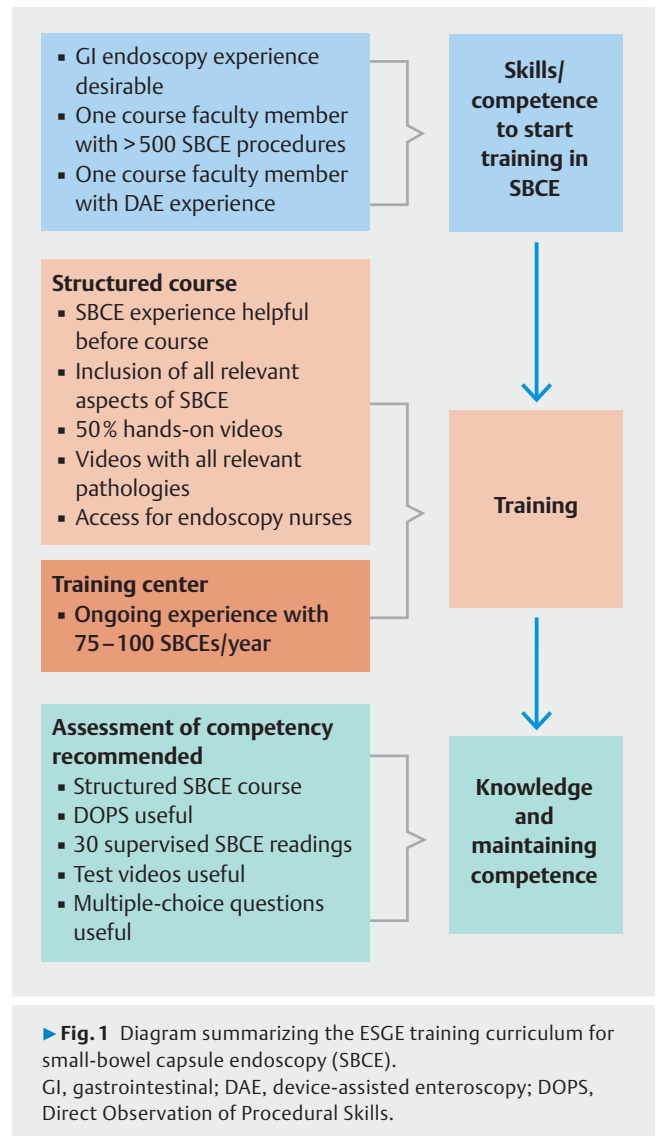 ▪ GI endoscopy experience
desirable
▪ One course faculty member
with > 500 SBCE procedures
▪ One course faculty member
with DAE experience
Skills/
competence
to start
training in
SBCE
Structured course
▪ SBCE experience helpful
before course
▪ Inclusion of all relevant
aspects of SBCE
▪ 50 % hands-on videos
▪ Videos with all relevant
pathologies
▪ Access for endoscopy nurses
Training center
▪ Ongoing experience with
75 – 100 SBCEs/year
Training
Assessment of competency
recommended
▪ Structured SBCE course
▪ DOPS useful
▪ 30 supervised SBCE readings
▪ Test videos useful
▪ Multiple-choice questions
useful
Knowledge
and
maintaining
competence
▶ Fig. 1 Diagram summarizing the ESGE training curriculum for
small-bowel capsule endoscopy (SBCE).
GI, gastrointestinal; DAE, device-assisted enteroscopy; DOPS,
Direct Observation of Procedural Skills.